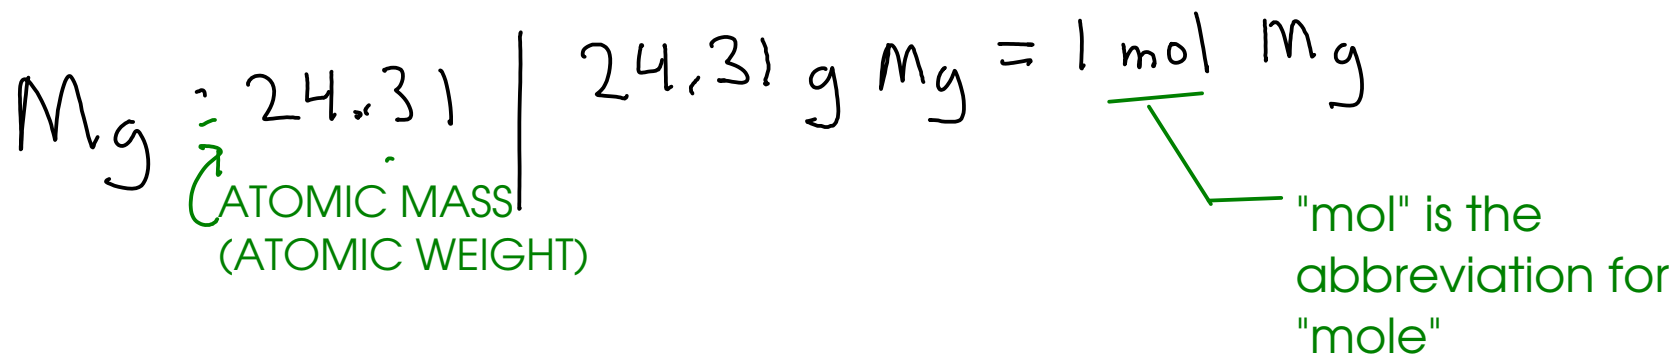 Mg : 24.31 | 24.31 g Mg = 1 mol Mg
ATOMIC MASS
(ATOMIC WEIGHT)
"mol" is the
abbreviation for
"mole"